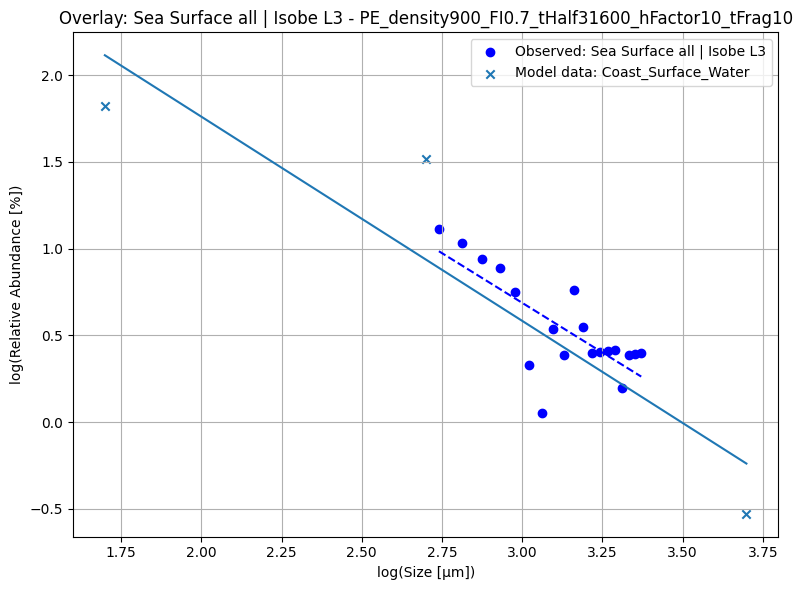 Overlay: Sea Surface all | Isobe L3 - PE_density900_FI0.7_tHalf31600_hFactor10_tFrag10
Observed: Sea Surface all | Isobe L3
Model data: Coast_Surface_Water
log(Relative Abundance [%])
2.0
1.5
1.0
0.5
0.0
−0.5
1.75 2.00 2.25 2.50 2.75 3.00 3.25 3.50 3.75
log(Size [µm])